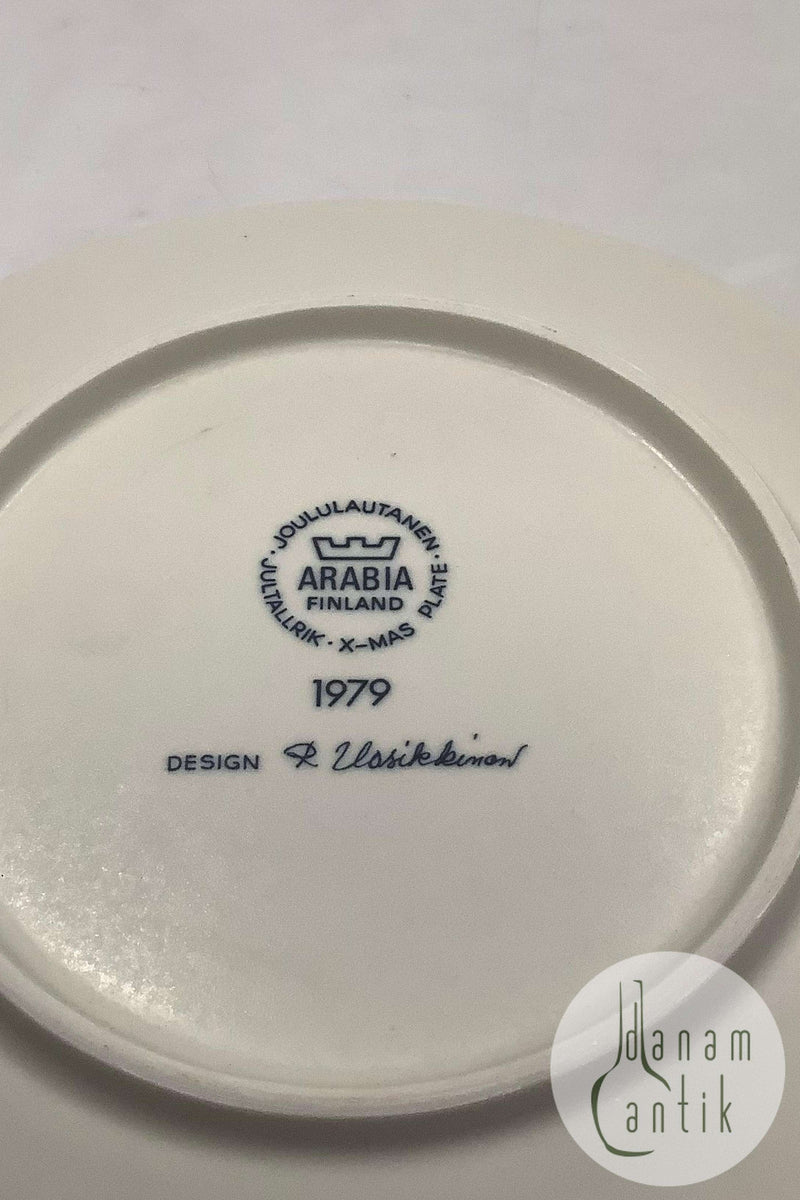 JOULULAUTANEN · X-MAS PLATE · JULTALLRIK ·
ARABIA
FINLAND
1979
DESIGN R Uosikkinen
danam
antik